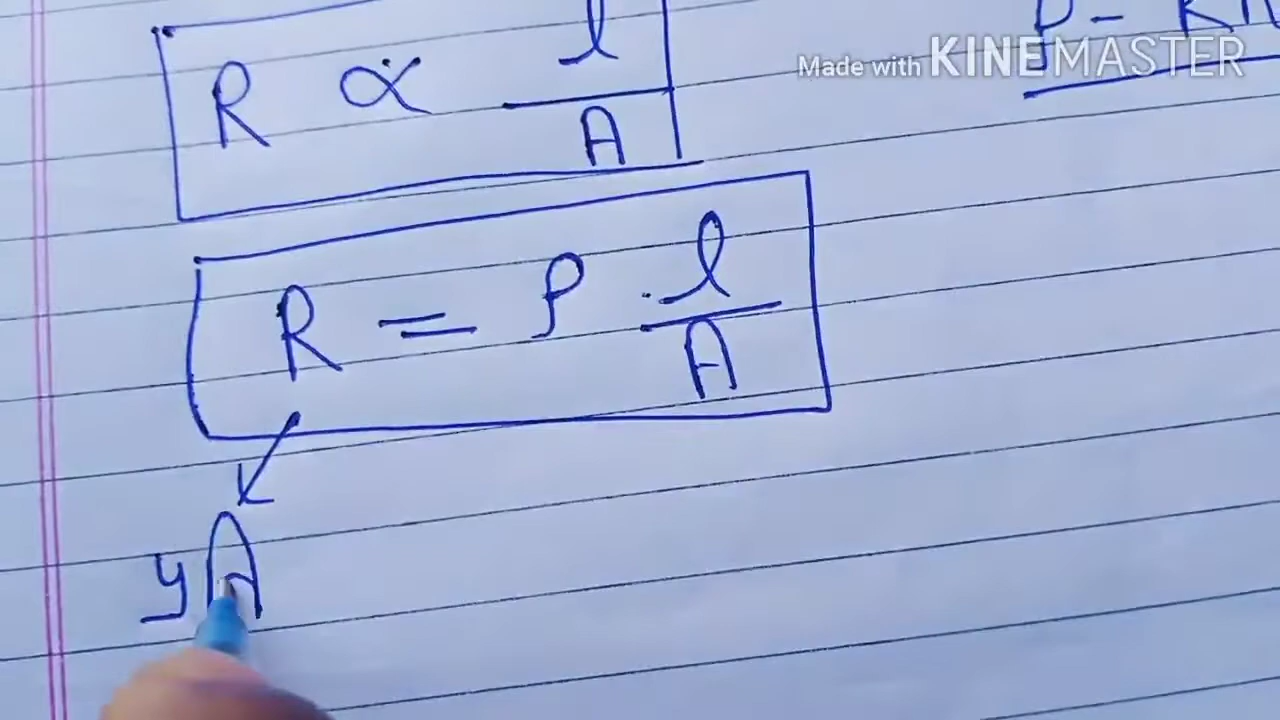 Made with KINEMASTER
R ∝ l/A
R = ρ l/A